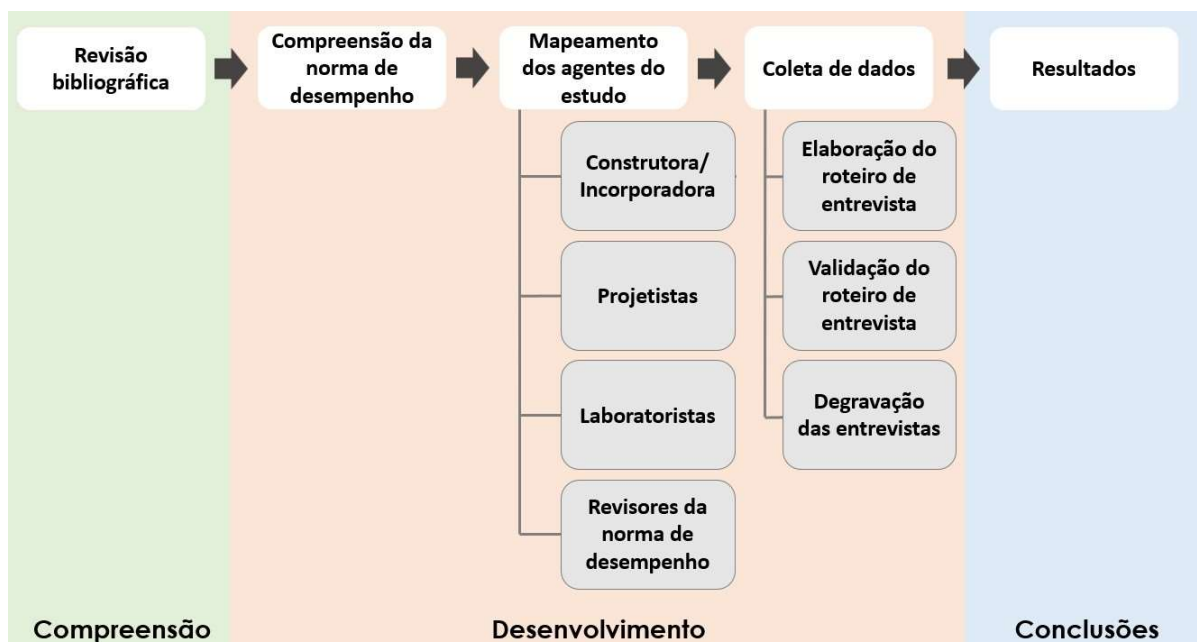 Revisão
bibliográfica
Compreensão da
norma de
desempenho
Mapeamento
dos agentes do
estudo
Coleta de dados
Resultados
Construtora/
Incorporadora
Projetistas
Laboratoristas
Revisores da
norma de
desempenho
Elaboração do
roteiro de
entrevista
Validação do
roteiro de
entrevista
Degravação
das entrevistas
Compreensão
Desenvolvimento
Conclusões